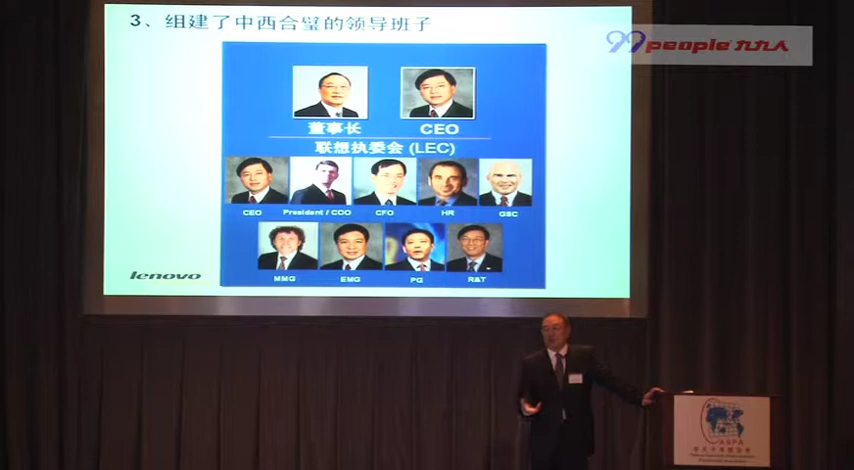 3、组建了中西合璧的领导班子
99people 九九人
董事长 CEO
联想执委会 (LEC)
CEO President / COO CFO HR GSC
MMG EMG PG R&T
lenovo
CASPA